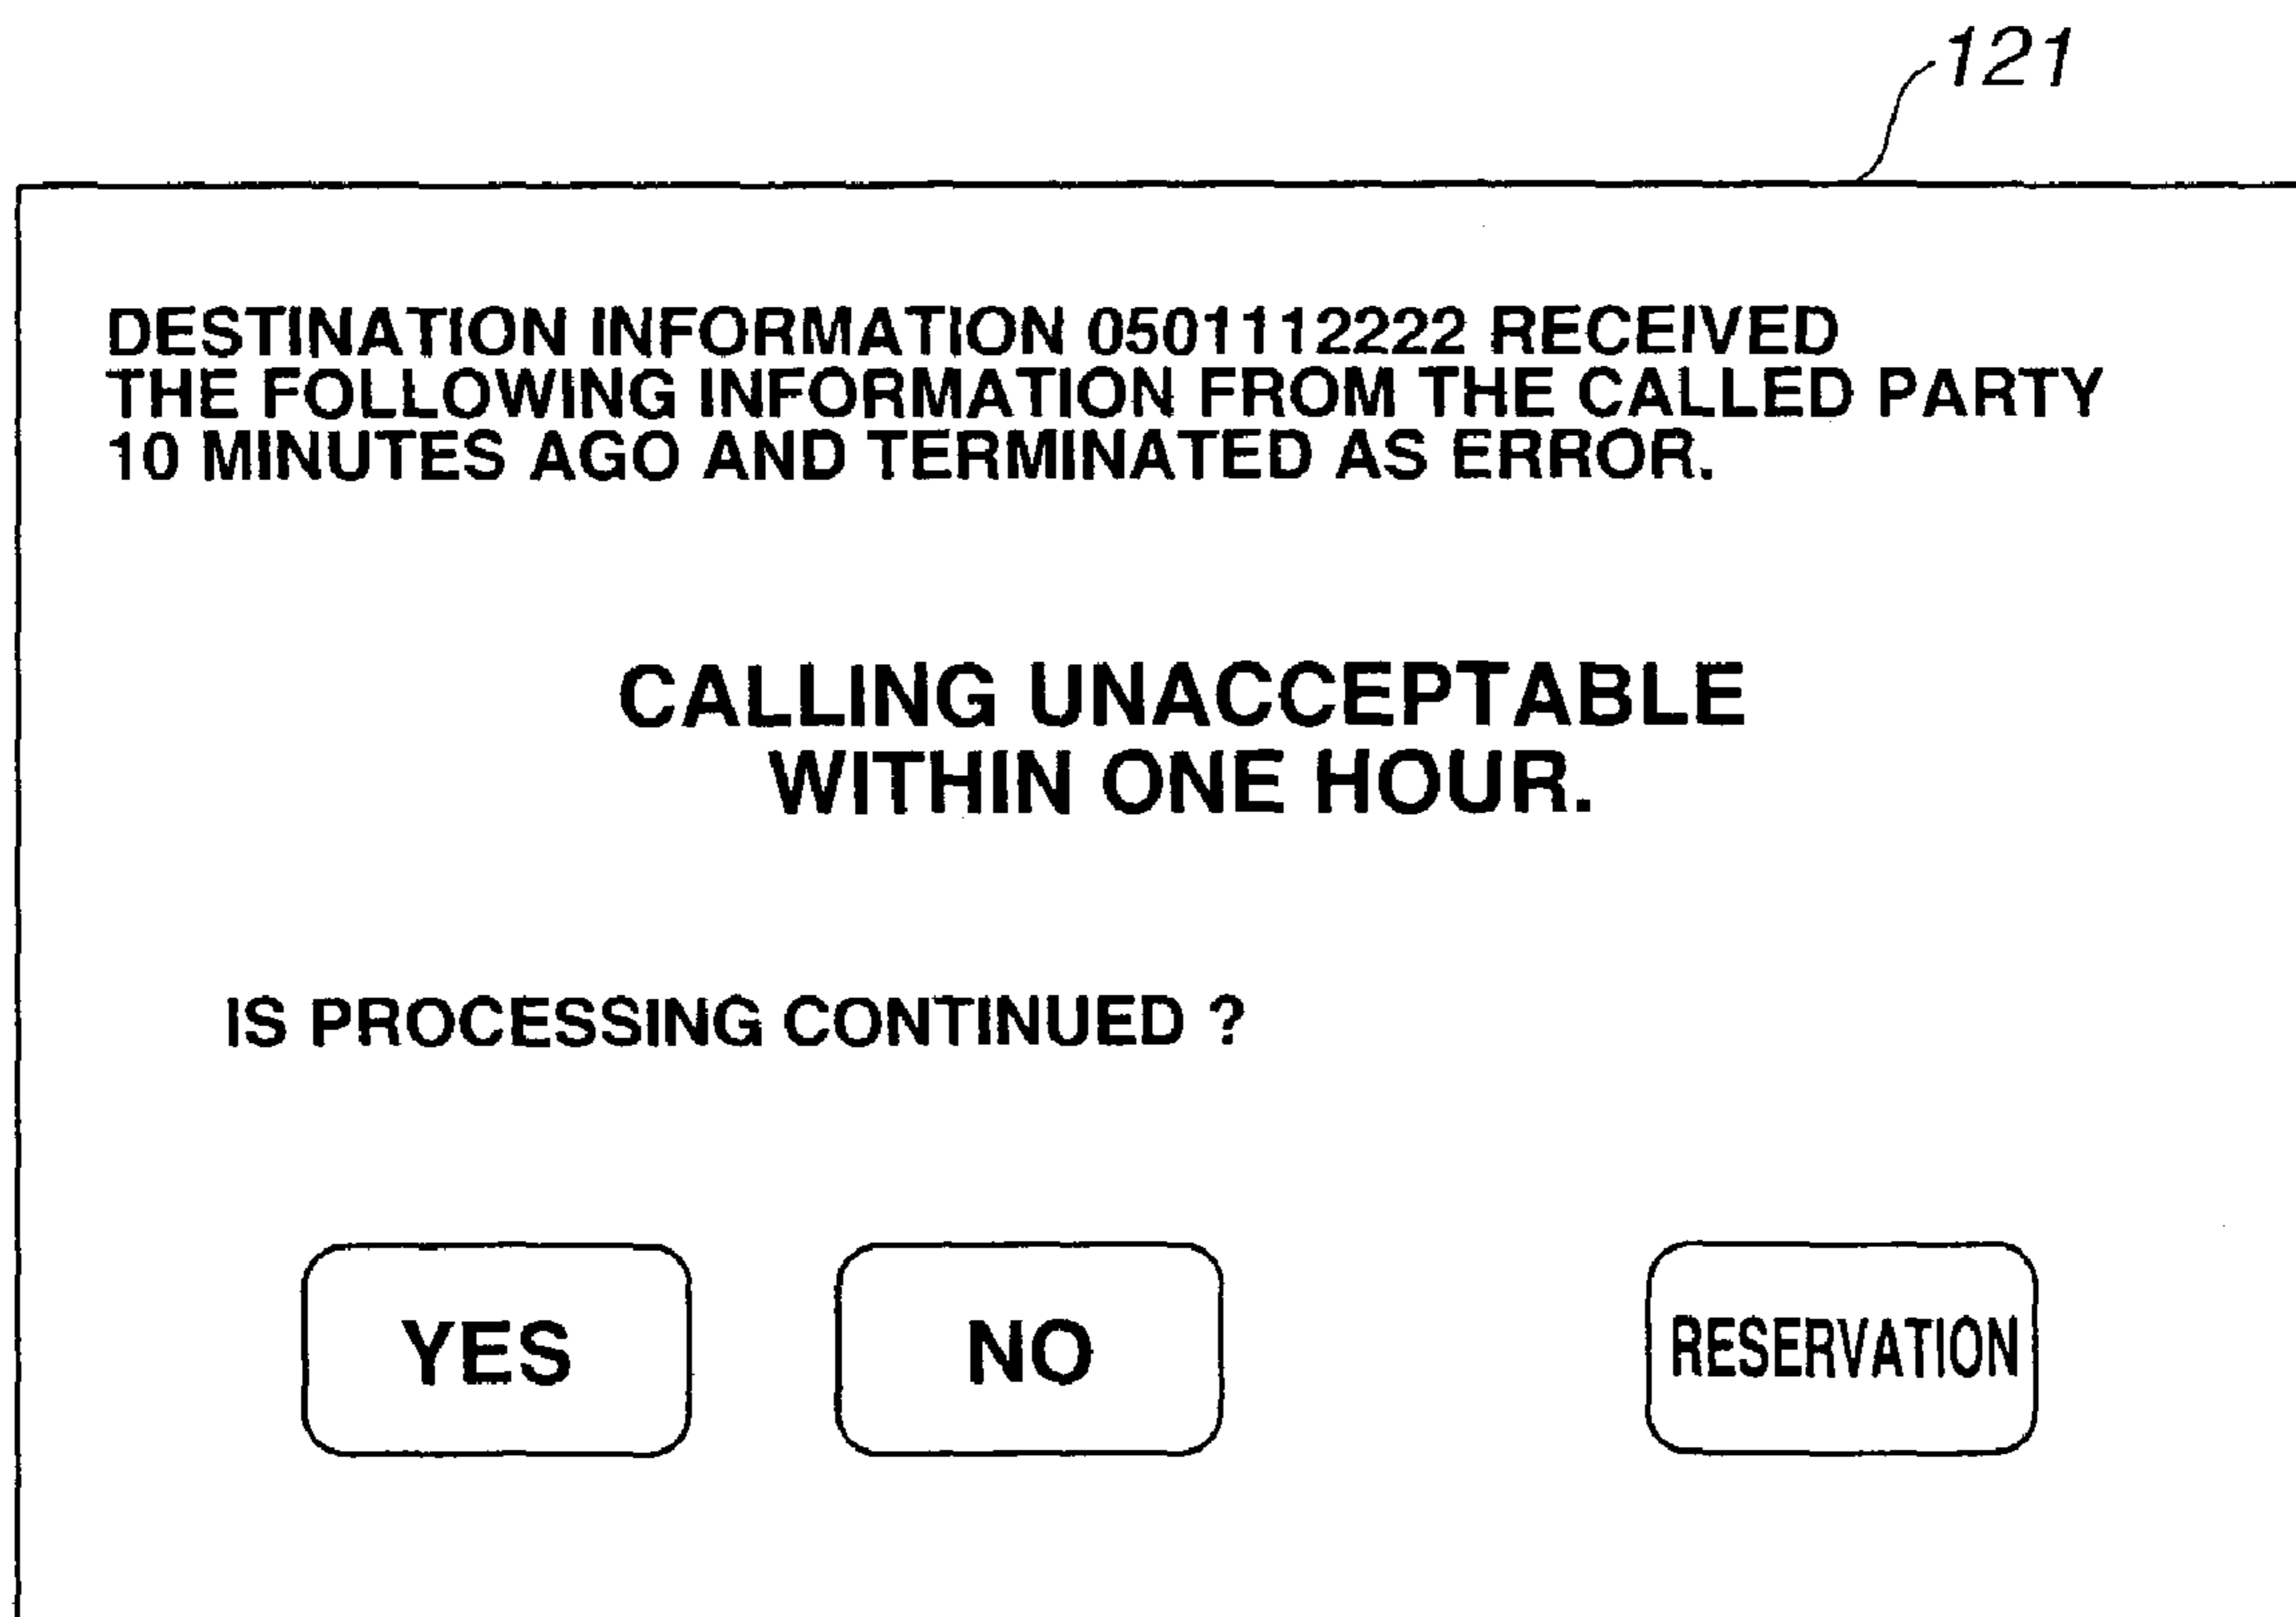 121
DESTINATION INFORMATION 0501112222 RECEIVED
THE FOLLOWING INFORMATION FROM THE CALLED PARTY
10 MINUTES AGO AND TERMINATED AS ERROR.
CALLING UNACCEPTABLE
WITHIN ONE HOUR.
IS PROCESSING CONTINUED ?
YES
NO
RESERVATION